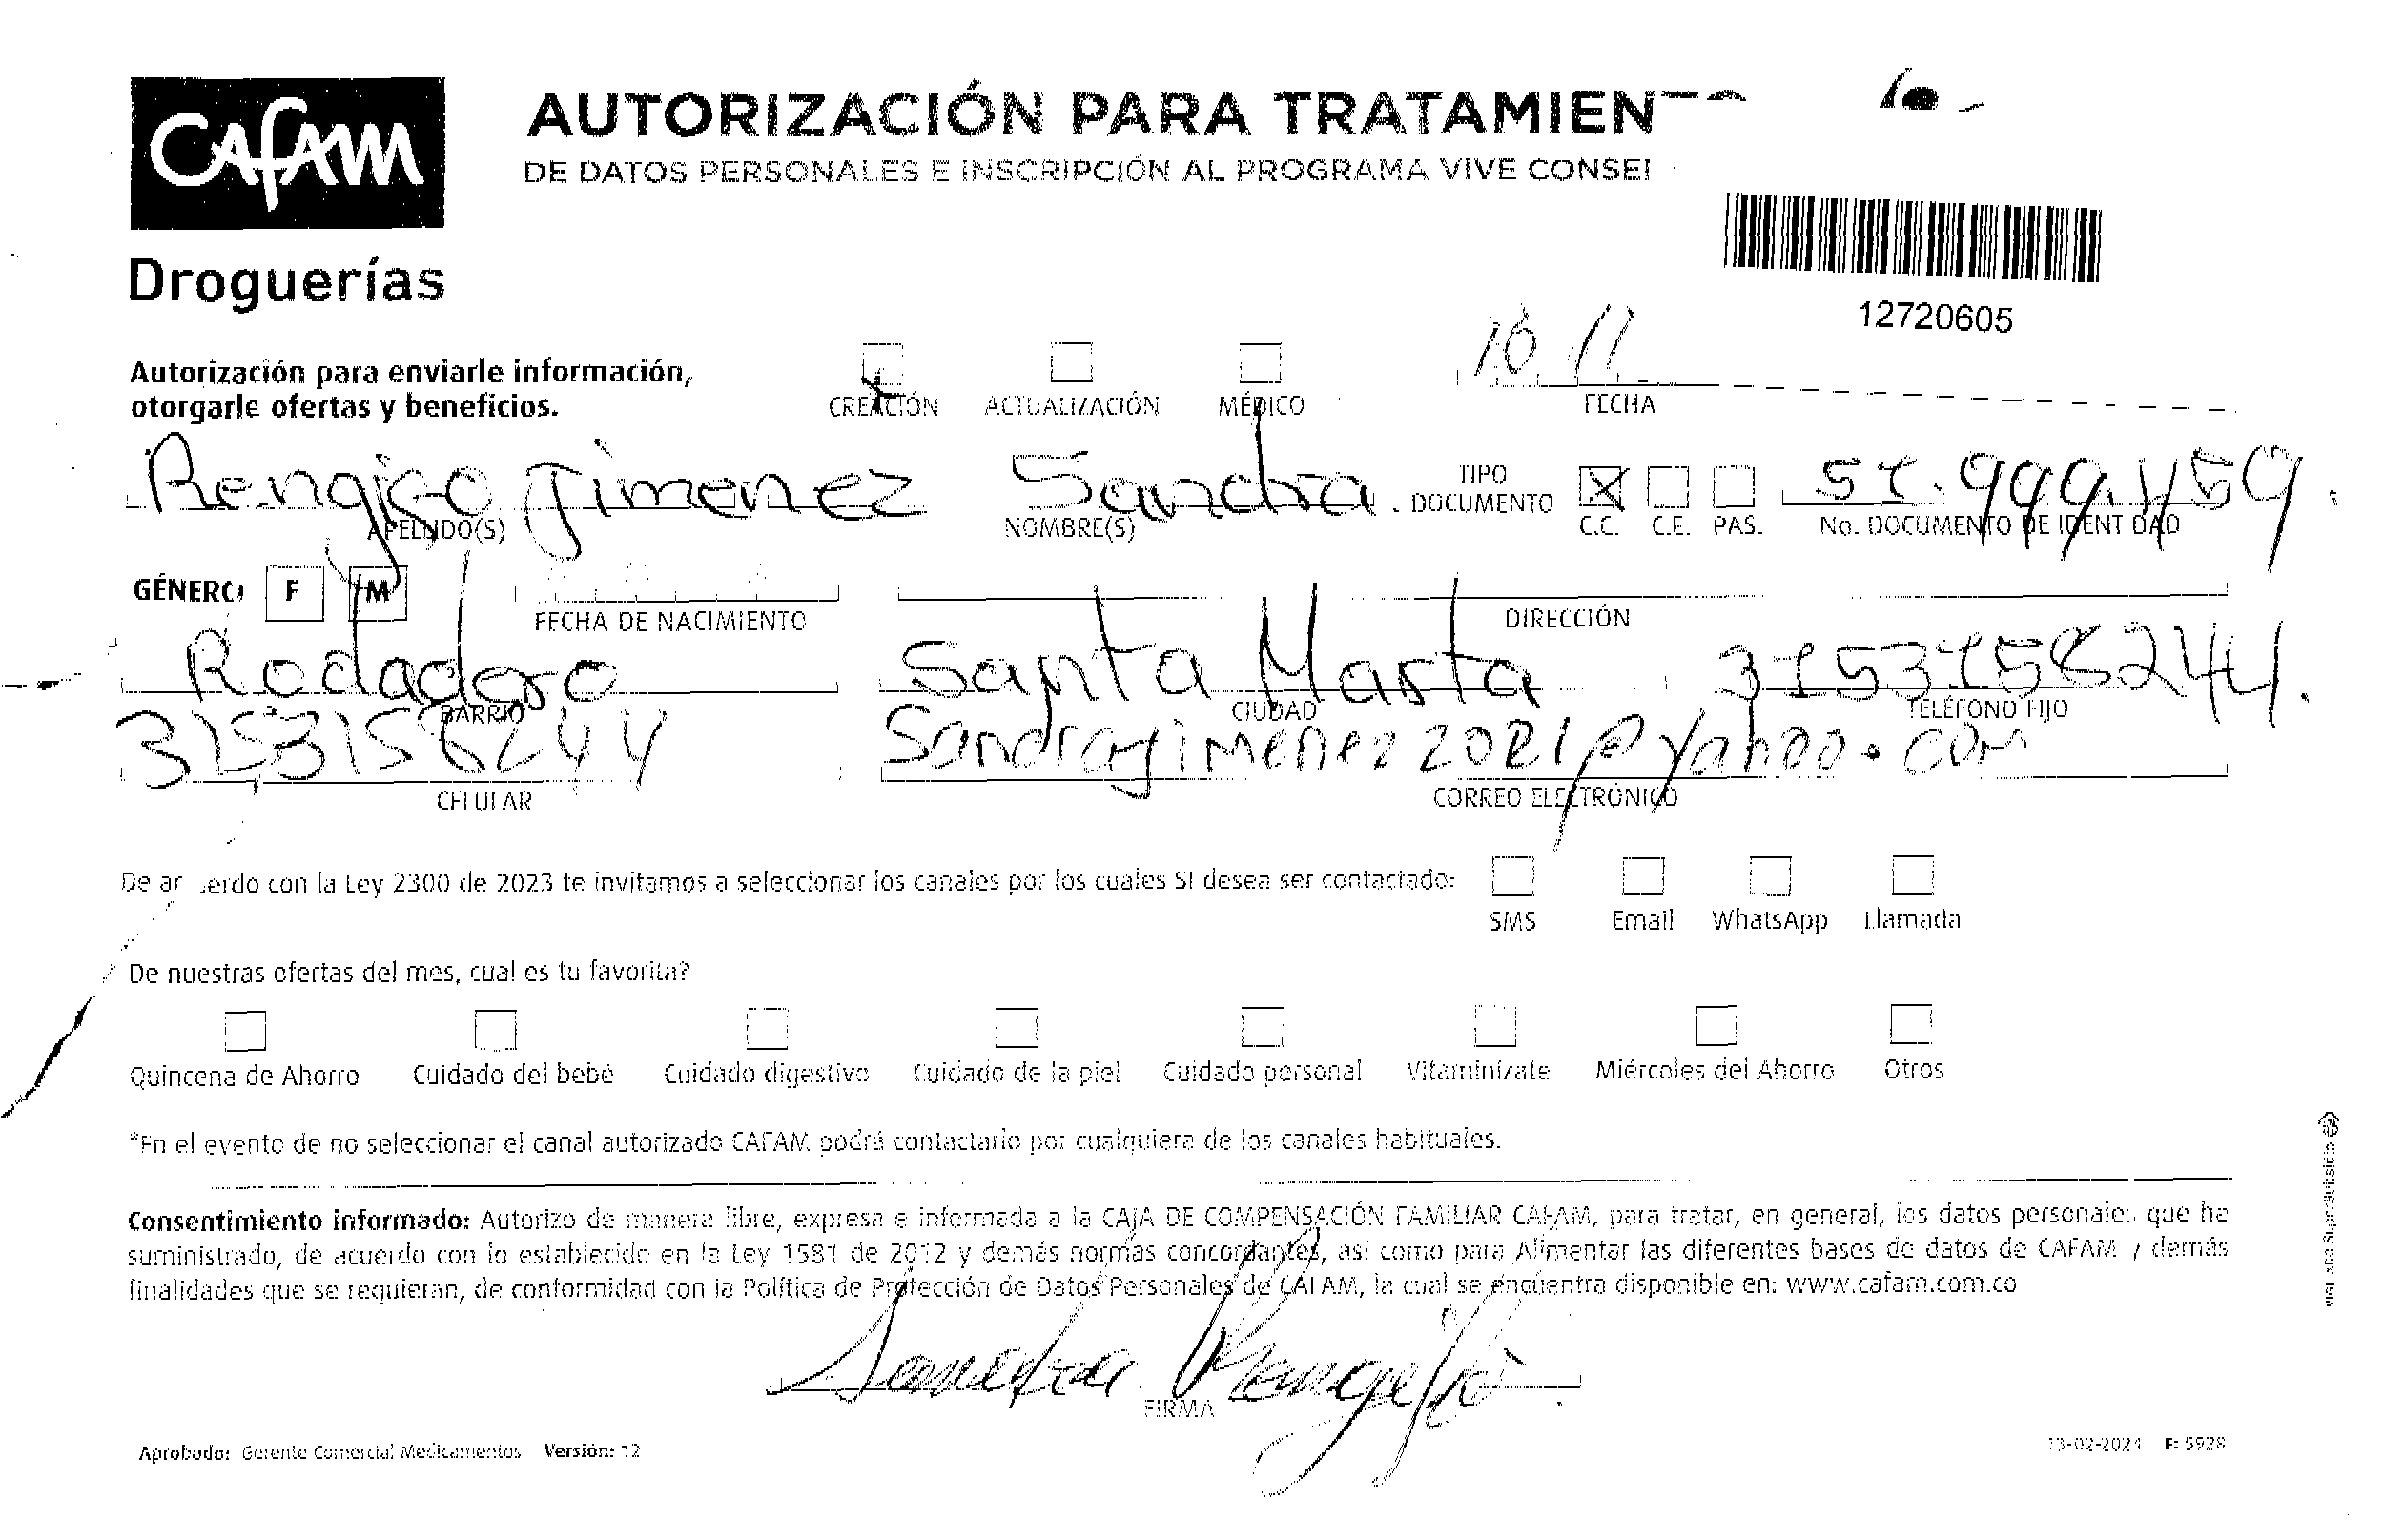 CAFAM
Droguerías
AUTORIZACIÓN PARA TRATAMIEN
DE DATOS PERSONALES E INSCRIPCIÓN AL PROGRAMA VIVE CONSEI
12720605
Autorización para enviarle información,
otorgarle ofertas y beneficios.
CREACIÓN ACTUALIZACIÓN MÉDICO
16 11
FECHA
Rengifo Jimenez Sandra
APELLIDO(S) NOMBRE(S)
TIPO DOCUMENTO C.C. C.E. PAS.
No. DOCUMENTO DE IDENTIDAD
GÉNERO F M
FECHA DE NACIMIENTO DIRECCIÓN
Rodadero Santa Marta 3153158244.
BARRIO CIUDAD TELÉFONO FIJO
3153158244 Sandrajimenez2021@yahoo.com
CELULAR CORREO ELECTRÓNICO
De acuerdo con la Ley 2300 de 2023 te invitamos a seleccionar los canales por los cuales SI desea ser contactado:
SMS Email WhatsApp Llamada
De nuestras ofertas del mes, cual es tu favorita?
Quincena de Ahorro Cuidado del bebé Cuidado digestivo Cuidado de la piel Cuidado personal Vitaminízate Miércoles del Ahorro Otros
*En el evento de no seleccionar el canal autorizado CAFAM podrá contactarlo por cualquiera de los canales habituales.
Consentimiento informado: Autorizo de manera libre, expresa e informada a la CAJA DE COMPENSACIÓN FAMILIAR CAFAM, para tratar, en general, los datos personales que he
suministrado, de acuerdo con lo establecido en la Ley 1581 de 2012 y demás normas concordantes, así como para Alimentar las diferentes bases de datos de CAFAM y demás
finalidades que se requieran, de conformidad con la Política de Protección de Datos Personales de CAFAM, la cual se encuentra disponible en: www.cafam.com.co
Sandra Rengifo
FIRMA
Aprobado: Gerente Comercial Medicamentos Versión: 12
13-02-2024 F: 5928
VIGILADO SuperSubsidio